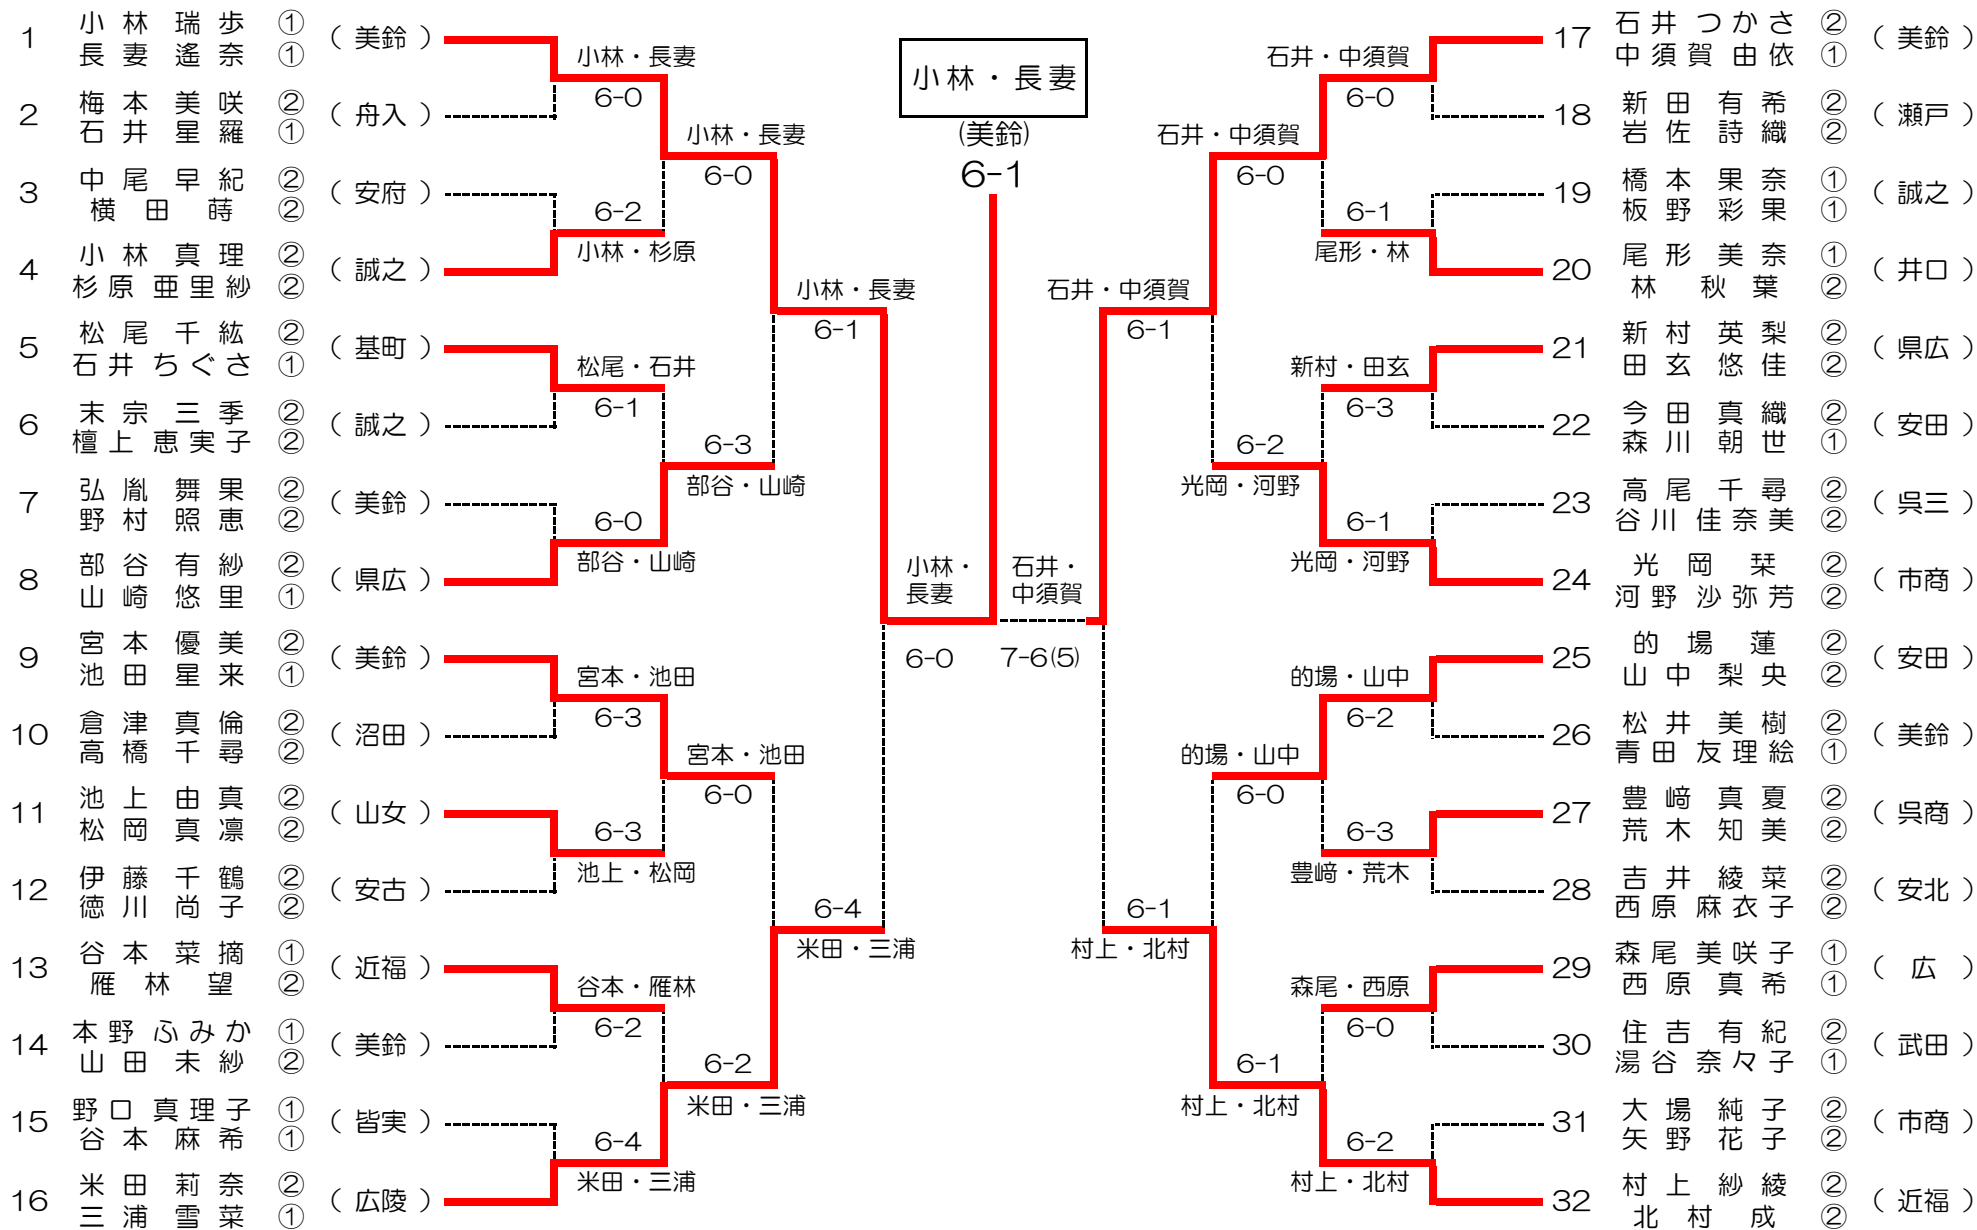 小林・長妻
(美鈴)
6-1
1 小林 瑞歩 ① (美鈴)
長妻 遙奈 ①
2 梅本 美咲 ② (舟入)
石井 星羅 ①
3 中尾 早紀 ② (安府)
横田 蒔 ②
4 小林 真理 ② (誠之)
杉原 亜里紗 ②
5 松尾 千紘 ② (基町)
石井 ちぐさ ①
6 末宗 三季 ② (誠之)
檀上 恵実子 ②
7 弘胤 舞果 ② (美鈴)
野村 照恵 ②
8 部谷 有紗 ② (県広)
山崎 悠里 ①
9 宮本 優美 ② (美鈴)
池田 星来 ①
10 倉津 真倫 ② (沼田)
高橋 千尋 ②
11 池上 由真 ② (山女)
松岡 真凛 ②
12 伊藤 千鶴 ② (安古)
徳川 尚子 ②
13 谷本 菜摘 ① (近福)
雁林 望 ②
14 本野 ふみか ① (美鈴)
山田 未紗 ②
15 野口 真理子 ① (皆実)
谷本 麻希 ①
16 米田 莉奈 ② (広陵)
三浦 雪菜 ①
小林・長妻
6-0
6-2
小林・杉原
松尾・石井
6-1
6-0
部谷・山崎
宮本・池田
6-3
6-3
池上・松岡
谷本・雁林
6-2
6-4
米田・三浦
小林・長妻
6-0
6-3
部谷・山崎
宮本・池田
6-0
6-2
米田・三浦
小林・長妻
6-1
6-4
米田・三浦
小林・
長妻
6-0
石井・
中須賀
7-6(5)
石井・中須賀
6-1
6-1
村上・北村
石井・中須賀
6-0
6-2
光岡・河野
的場・山中
6-0
6-1
村上・北村
石井・中須賀
6-0
6-1
尾形・林
新村・田玄
6-3
6-1
光岡・河野
的場・山中
6-2
6-3
豊﨑・荒木
森尾・西原
6-0
6-2
村上・北村
17 石井 つかさ ② (美鈴)
中須賀 由依 ①
18 新田 有希 ② (瀬戸)
岩佐 詩織 ②
19 橋本 果奈 ① (誠之)
板野 彩果 ①
20 尾形 美奈 ① (井口)
林 秋葉 ②
21 新村 英梨 ② (県広)
田玄 悠佳 ②
22 今田 真織 ② (安田)
森川 朝世 ①
23 高尾 千尋 ② (呉三)
谷川 佳奈美 ②
24 光岡 栞 ② (市商)
河野 沙弥芳 ②
25 的場 蓮 ② (安田)
山中 梨央 ②
26 松井 美樹 ② (美鈴)
青田 友理絵 ①
27 豊﨑 真夏 ② (呉商)
荒木 知美 ②
28 吉井 綾菜 ② (安北)
西原 麻衣子 ②
29 森尾 美咲子 ① (広)
西原 真希 ①
30 住吉 有紀 ② (武田)
湯谷 奈々子 ①
31 大場 純子 ② (市商)
矢野 花子 ②
32 村上 紗綾 ② (近福)
北村 成 ②